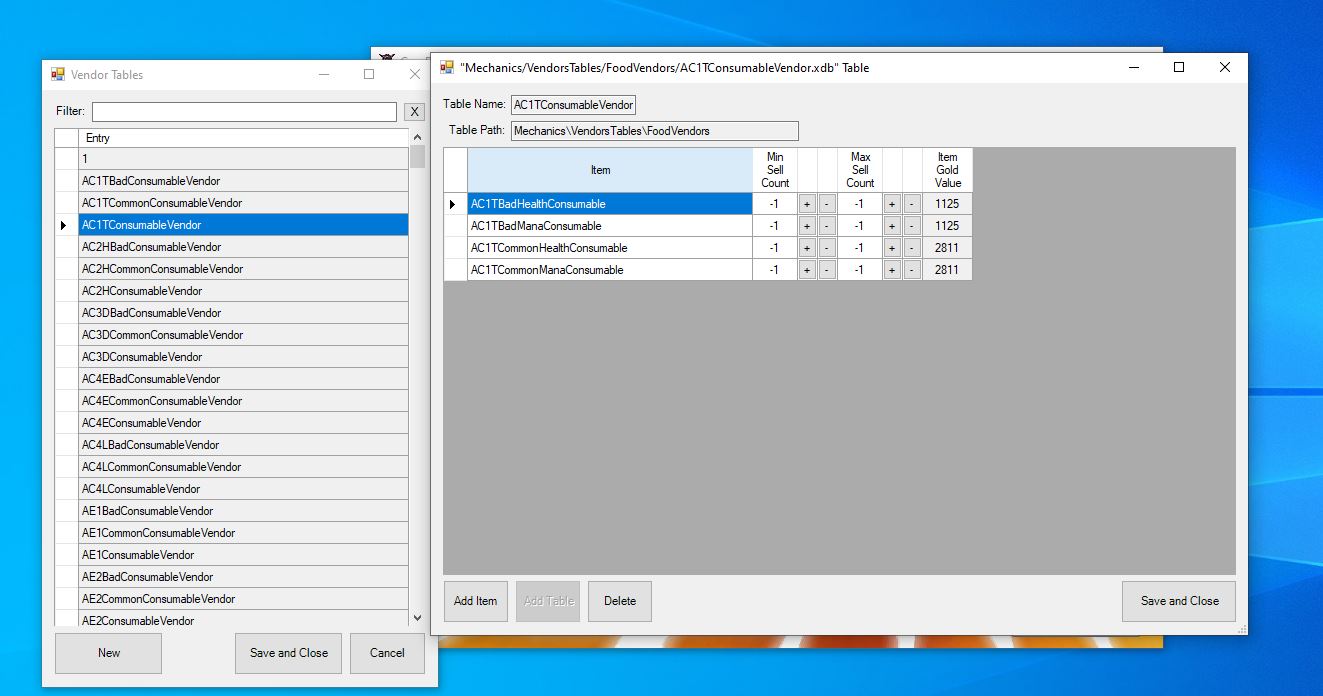 Vendor Tables
Filter:
X
Entry
1
AC1TBadConsumableVendor
AC1TCommonConsumableVendor
AC1TConsumableVendor
AC2HBadConsumableVendor
AC2HCommonConsumableVendor
AC2HConsumableVendor
AC3DBadConsumableVendor
AC3DCommonConsumableVendor
AC3DConsumableVendor
AC4EBadConsumableVendor
AC4ECommonConsumableVendor
AC4EConsumableVendor
AC4LBadConsumableVendor
AC4LCommonConsumableVendor
AC4LConsumableVendor
AE1BadConsumableVendor
AE1CommonConsumableVendor
AE1ConsumableVendor
AE2BadConsumableVendor
AE2CommonConsumableVendor
AE2ConsumableVendor
New
Save and Close
Cancel
"Mechanics/VendorsTables/FoodVendors/AC1TConsumableVendor.xdb" Table
Table Name: AC1TConsumableVendor
Table Path: Mechanics\VendorsTables\FoodVendors
Item
Min
Sell
Count
Max
Sell
Count
Item
Gold
Value
AC1TBadHealthConsumable -1 + - -1 + - 1125
AC1TBadManaConsumable -1 + - -1 + - 1125
AC1TCommonHealthConsumable -1 + - -1 + - 2811
AC1TCommonManaConsumable -1 + - -1 + - 2811
Add Item
Add Table
Delete
Save and Close